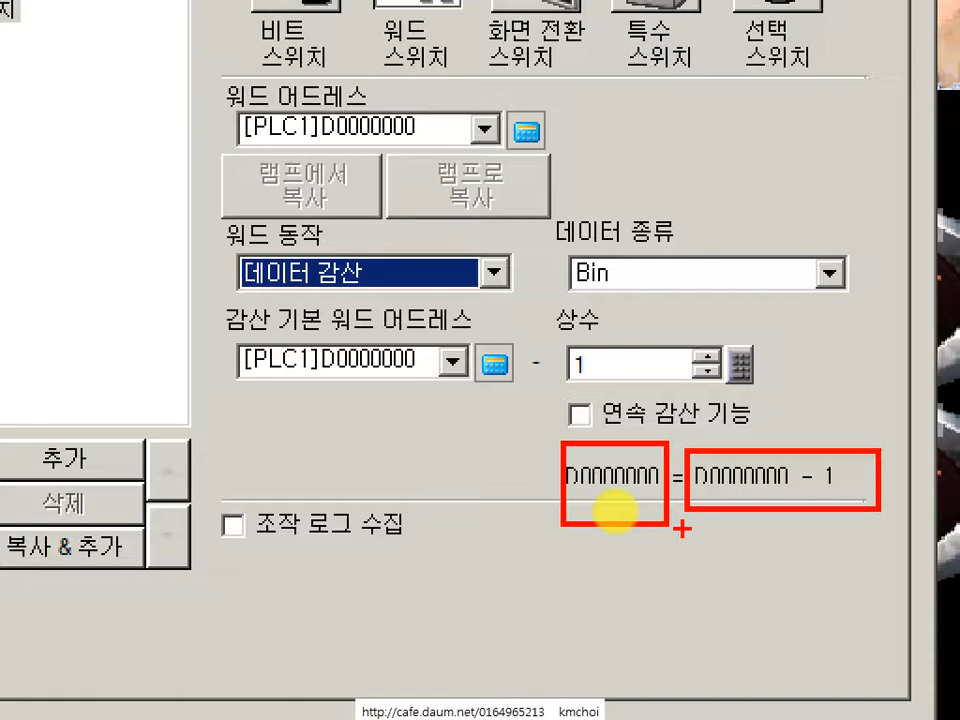 치
비트
스위치
워드
스위치
화면 전환
스위치
특수
스위치
선택
스위치
워드 어드레스
[PLC1]D0000000
램프에서
복사
램프로
복사
워드 동작
데이터 종류
데이터 감산
Bin
감산 기본 워드 어드레스
상수
[PLC1]D0000000
-
1
연속 감산 기능
D0000000 = D0000000 - 1
추가
삭제
복사 & 추가
조작 로그 수집
http://cafe.daum.net/0164965213 kmchoi